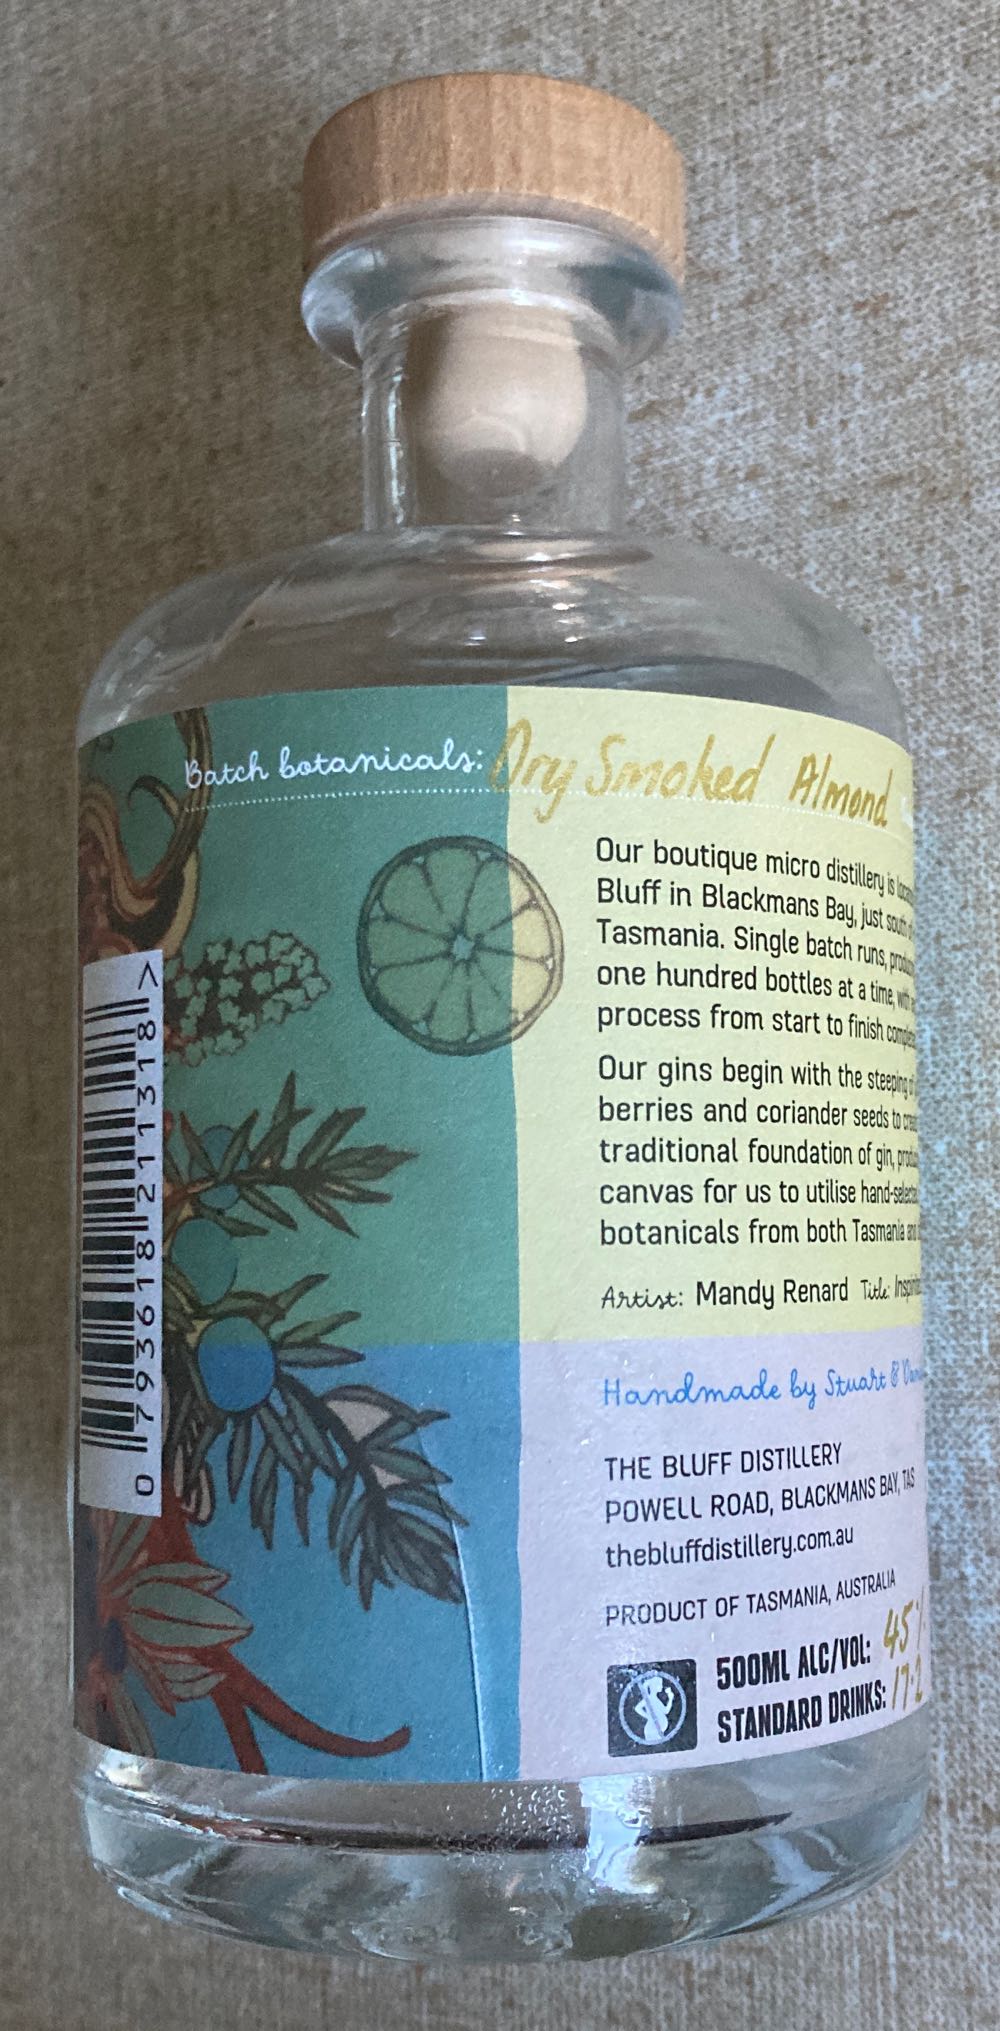 Batch botanicals: Dry Smoked Almond
Our boutique micro distillery is
Bluff in Blackmans Bay, just south
Tasmania. Single batch runs,
one hundred bottles at a time, with
process from start to finish
Our gins begin with the steeping of
berries and coriander seeds to
traditional foundation of gin,
canvas for us to utilise hand-selected
botanicals from both Tasmania and
Artist: Mandy Renard Title:
Handmade by Stuart &
THE BLUFF DISTILLERY
POWELL ROAD, BLACKMANS BAY, TAS
thebluffdistillery.com.au
PRODUCT OF TASMANIA, AUSTRALIA
500ML ALC/VOL: 45%
STANDARD DRINKS: 17.2
0 793618 211318 >